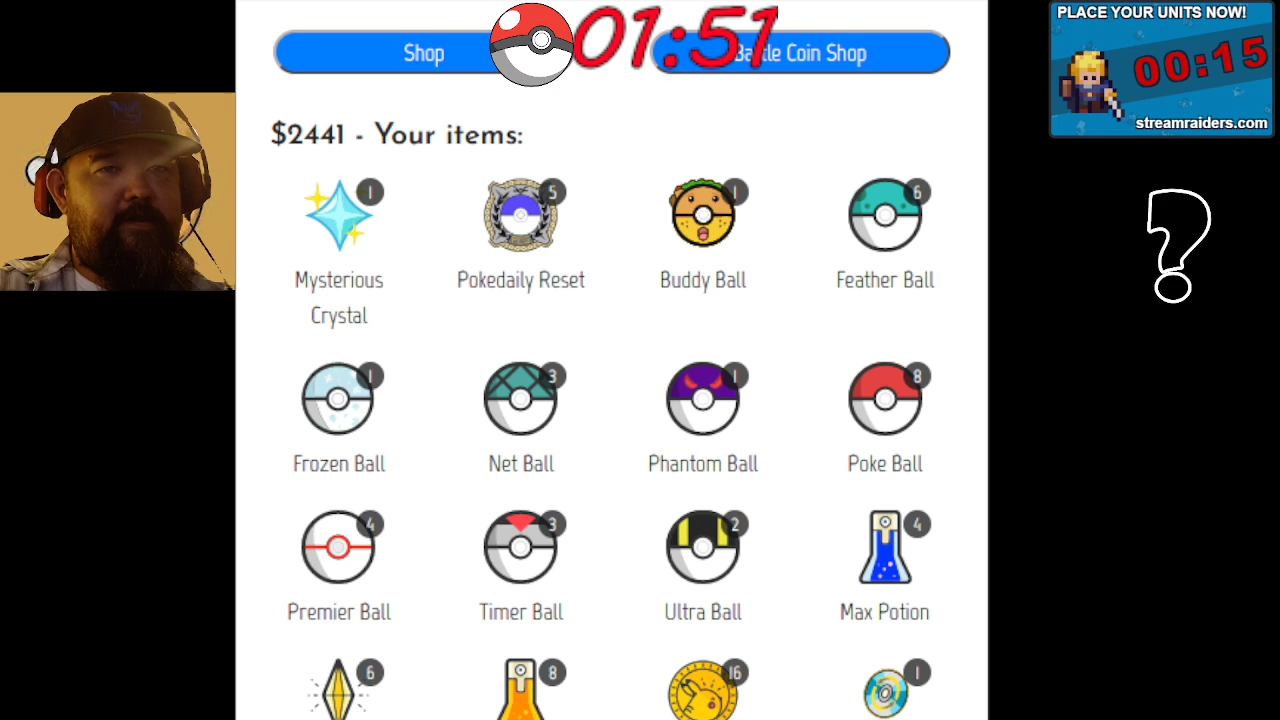 Shop
01:51
Battle Coin Shop
PLACE YOUR UNITS NOW!
00:15
streamraiders.com
?
$2441 - Your items:
1
5
1
6
Mysterious Crystal
Pokedaily Reset
Buddy Ball
Feather Ball
1
3
1
8
Frozen Ball
Net Ball
Phantom Ball
Poke Ball
4
3
2
4
Premier Ball
Timer Ball
Ultra Ball
Max Potion
6
8
16
1